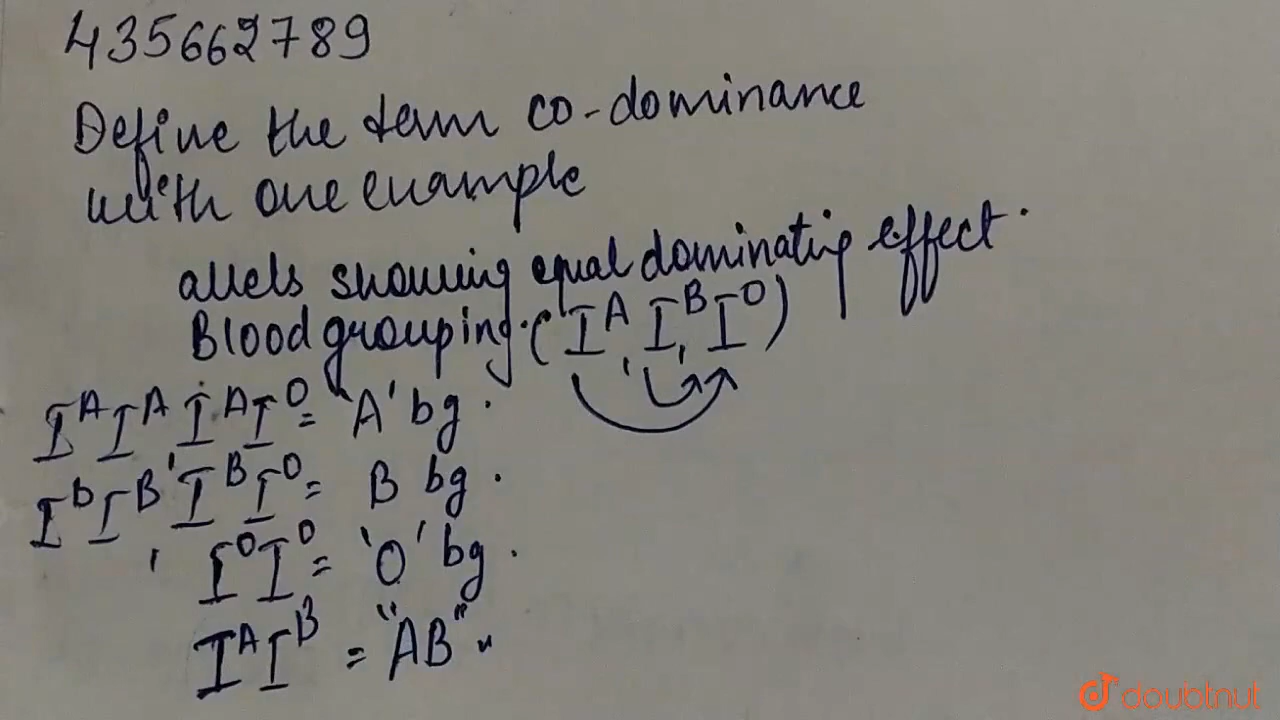 435662789
Define the term co-dominance
with one example
allels showing equal dominating effect.
Blood grouping. (I^A, I^B, I^O)
I^A I^A, I^A I^O = 'A' bg.
I^B I^B, I^B I^O = B bg.
I^O I^O = 'O' bg.
I^A I^B = "AB" "
doubtnut